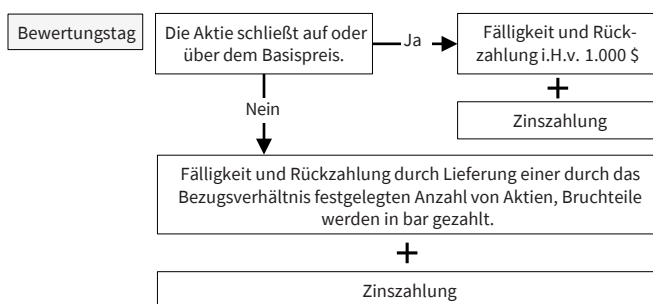 Bewertungstag
Die Aktie schließt auf oder
über dem Basispreis.
Ja
Fälligkeit und Rück-
zahlung i.H.v. 1.000 $
+
Zinszahlung
Nein
Fälligkeit und Rückzahlung durch Lieferung einer durch das
Bezugsverhältnis festgelegten Anzahl von Aktien, Bruchteile
werden in bar gezahlt.
+
Zinszahlung